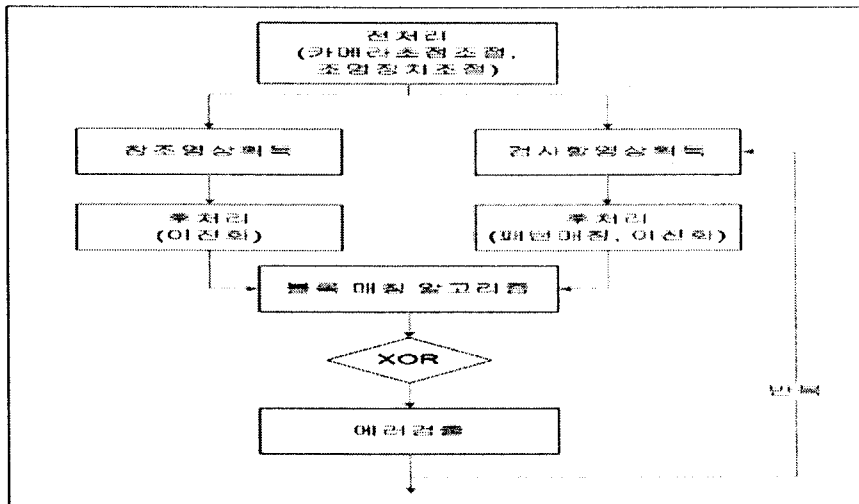 전처리
(카메라초점조절,
조명장치조절)
참조영상획득
검사할영상획득
후처리
(이진화)
후처리
(패턴매칭, 이진화)
블록 매칭 알고리즘
XOR
반복
에러검출